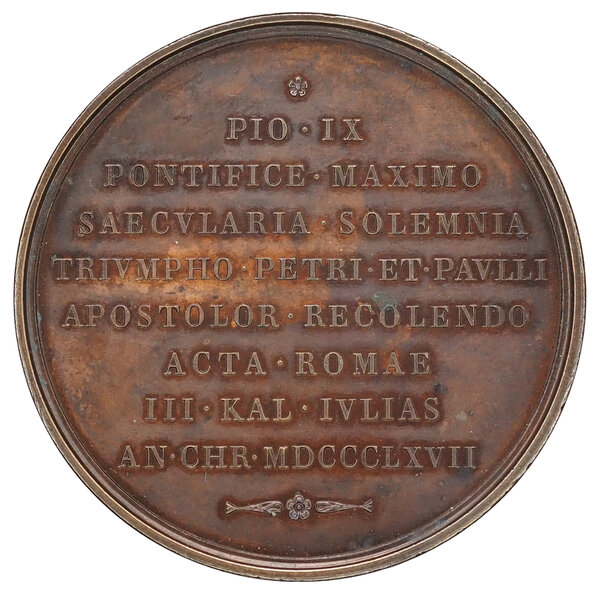 PIO · IX
PONTIFICE · MAXIMO
SAECVLARIA · SOLEMNIA
TRIVMPHO · PETRI · ET · PAVLLI
APOSTOLOR · RECOLENDO
ACTA · ROMAE
III · KAL · IVLIAS
AN · CHR · MDCCCLXVII